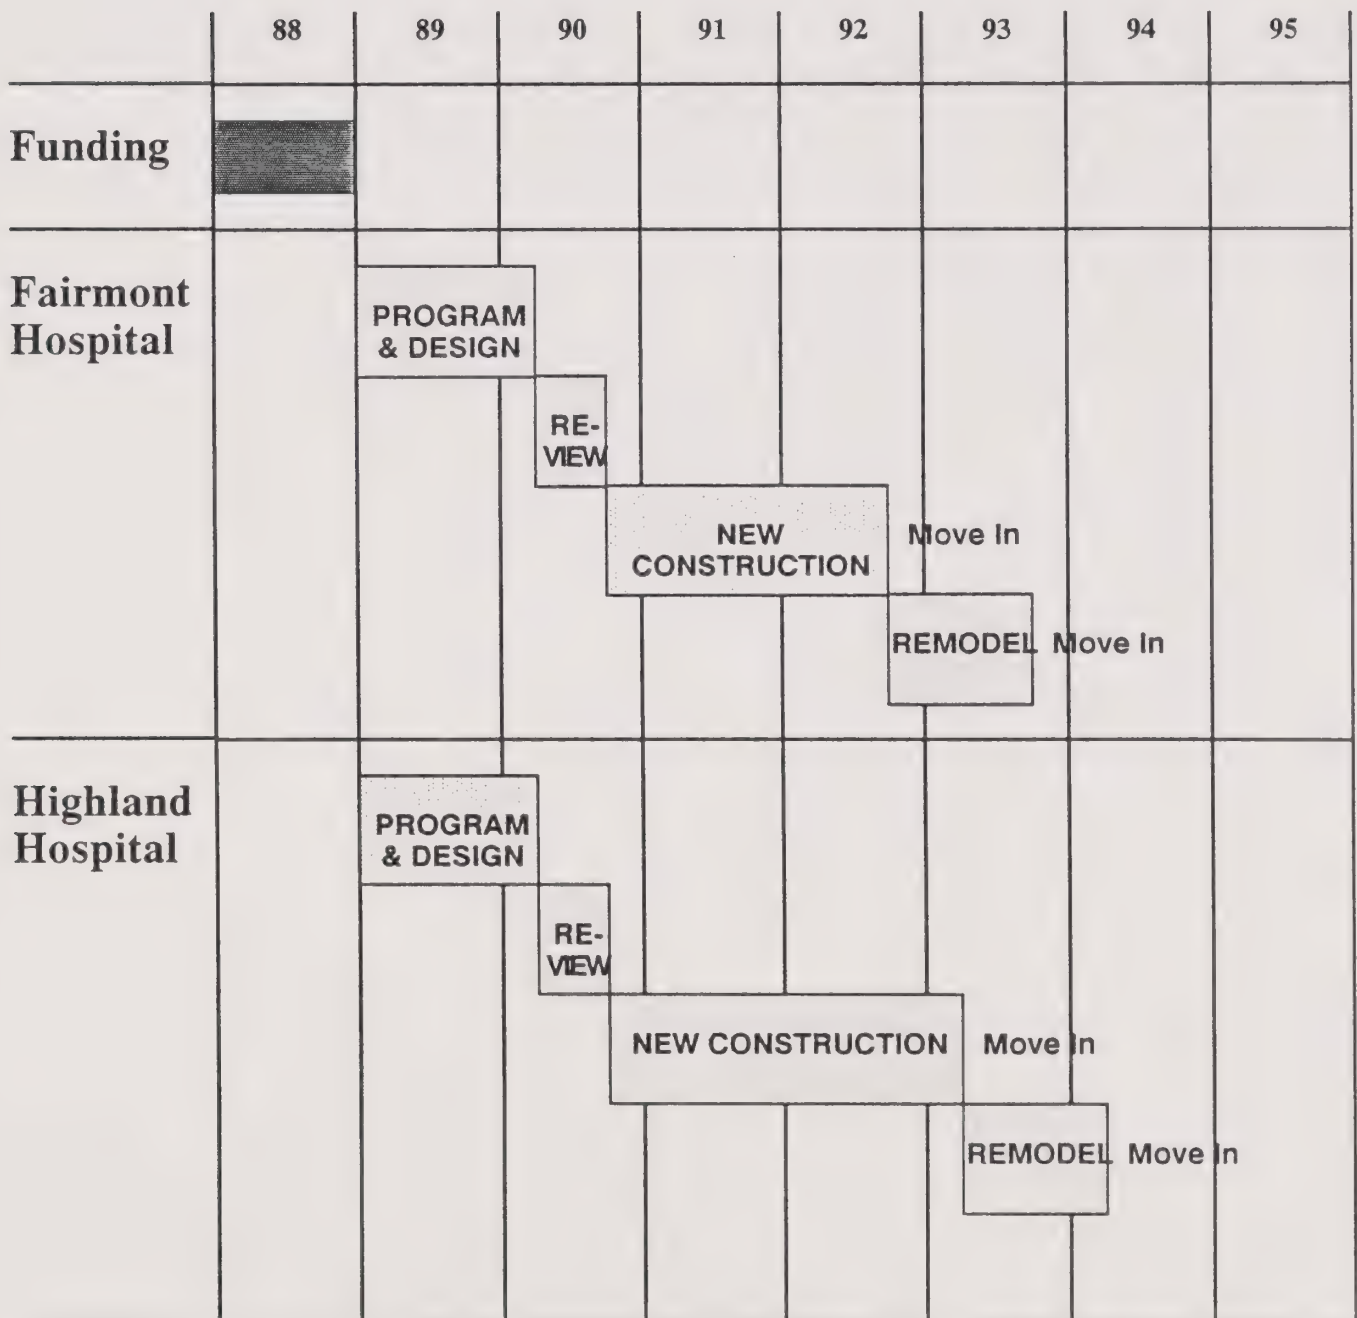 88 89 90 91 92 93 94 95
Funding
Fairmont
Hospital
PROGRAM
& DESIGN
RE-
VIEW
NEW
CONSTRUCTION
Move In
REMODEL Move In
Highland
Hospital
PROGRAM
& DESIGN
RE-
VIEW
NEW CONSTRUCTION Move In
REMODEL Move In